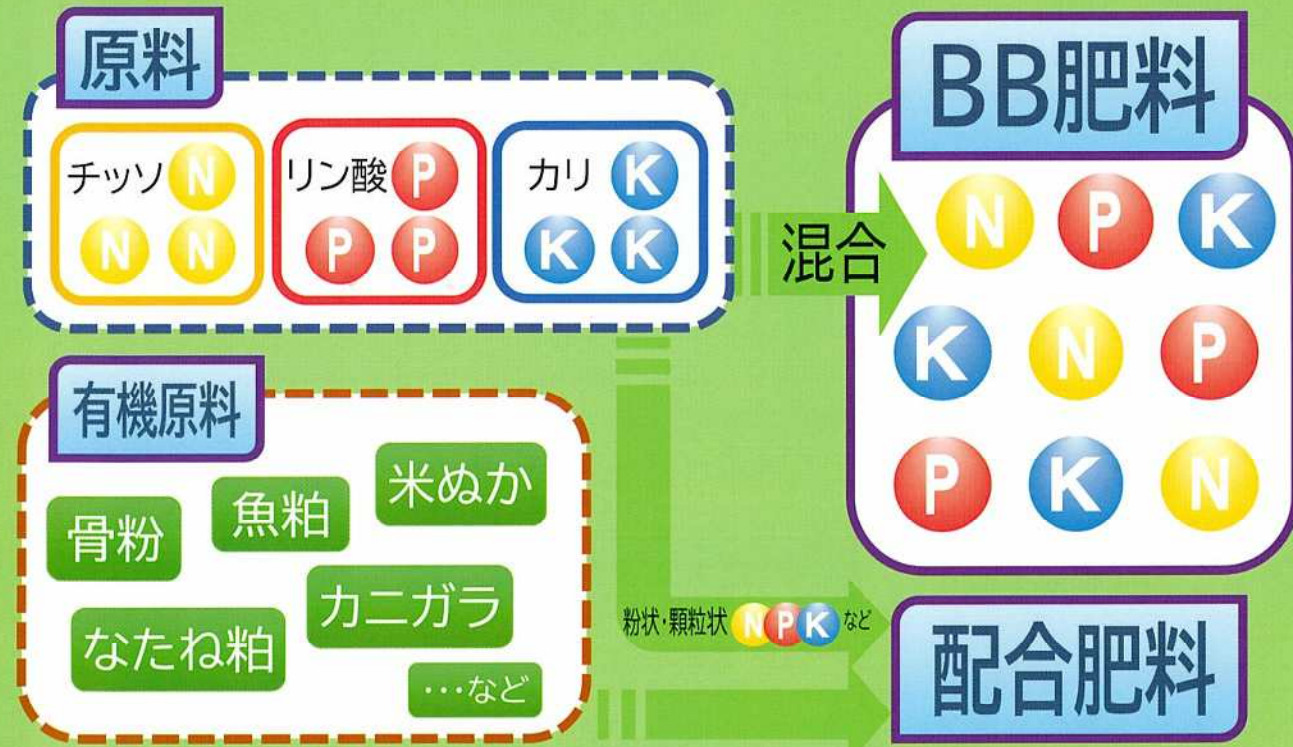 原料
チッソ N
N N
リン酸 P
P P
カリ K
K K
混合
BB肥料
N P K
K N P
P K N
有機原料
骨粉
魚粕
米ぬか
なたね粕
カニガラ
…など
粉状・顆粒状 N P K など
配合肥料